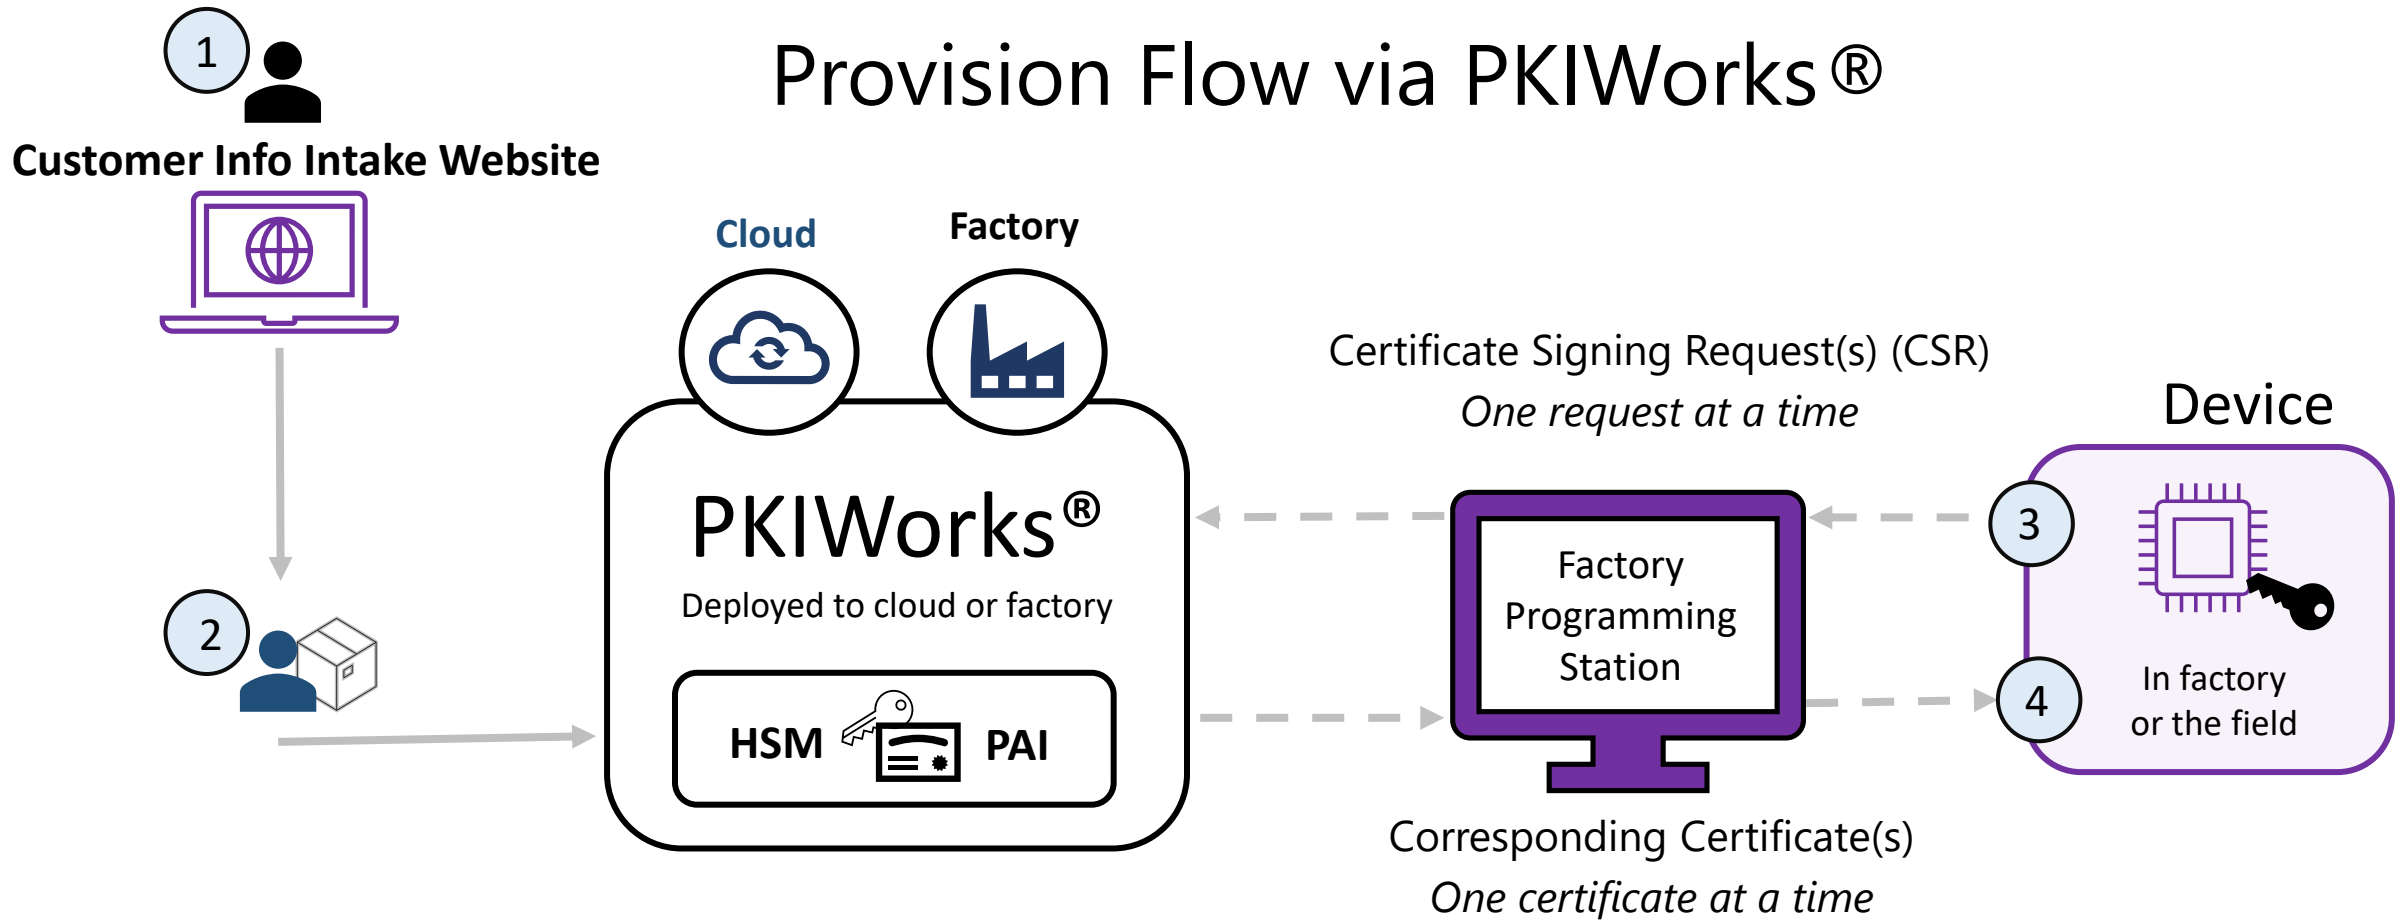 1
Provision Flow via PKIWorks®
Customer Info Intake Website
Cloud
Factory
Certificate Signing Request(s) (CSR)
One request at a time
Device
PKIWorks®
Deployed to cloud or factory
HSM
PAI
Factory
Programming
Station
3
4
In factory
or the field
2
Corresponding Certificate(s)
One certificate at a time